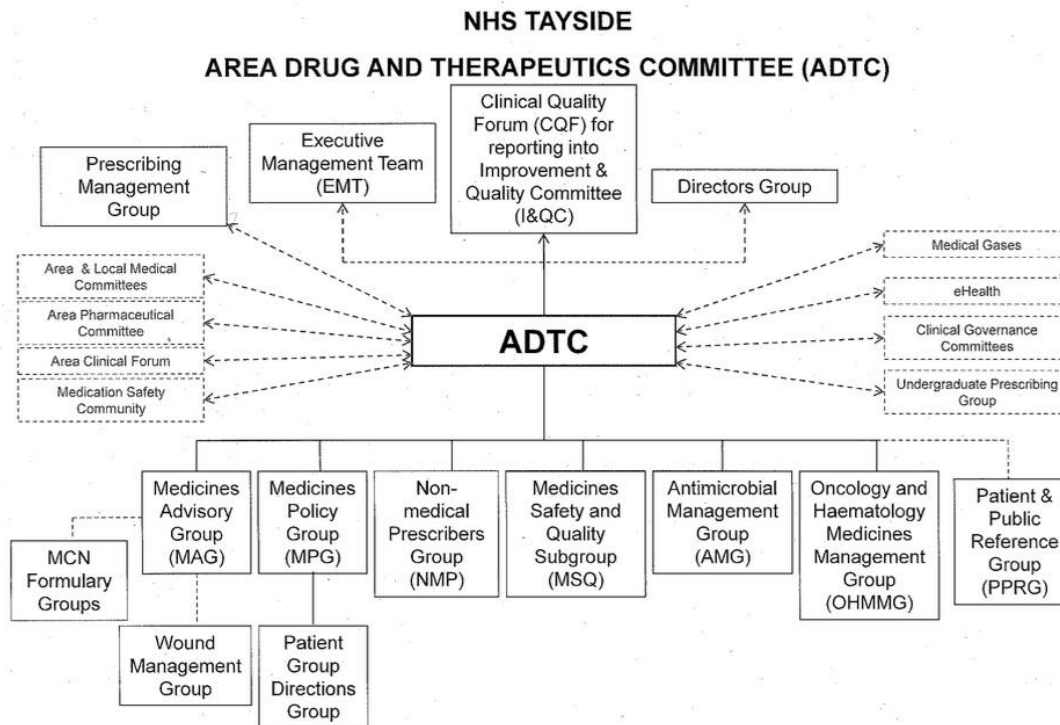 NHS TAYSIDE
AREA DRUG AND THERAPEUTICS COMMITTEE (ADTC)
Prescribing
Management
Group
Executive
Management Team
(EMT)
Clinical Quality
Forum (CQF) for
reporting into
Improvement &
Quality Committee
(I&QC)
Directors Group
Area & Local Medical
Committees
Area Pharmaceutical
Committee
Area Clinical Forum
Medication Safety
Community
ADTC
Medical Gases
eHealth
Clinical Governance
Committees
Undergraduate Prescribing
Group
Medicines
Advisory
Group
(MAG)
Medicines
Policy
Group
(MPG)
Non-
medical
Prescribers
Group
(NMP)
Medicines
Safety and
Quality
Subgroup
(MSQ)
Antimicrobial
Management
Group
(AMG)
Oncology and
Haematology
Medicines
Management
Group
(OHMMG)
Patient &
Public
Reference
Group
(PPRG)
MCN
Formulary
Groups
Wound
Management
Group
Patient
Group
Directions
Group